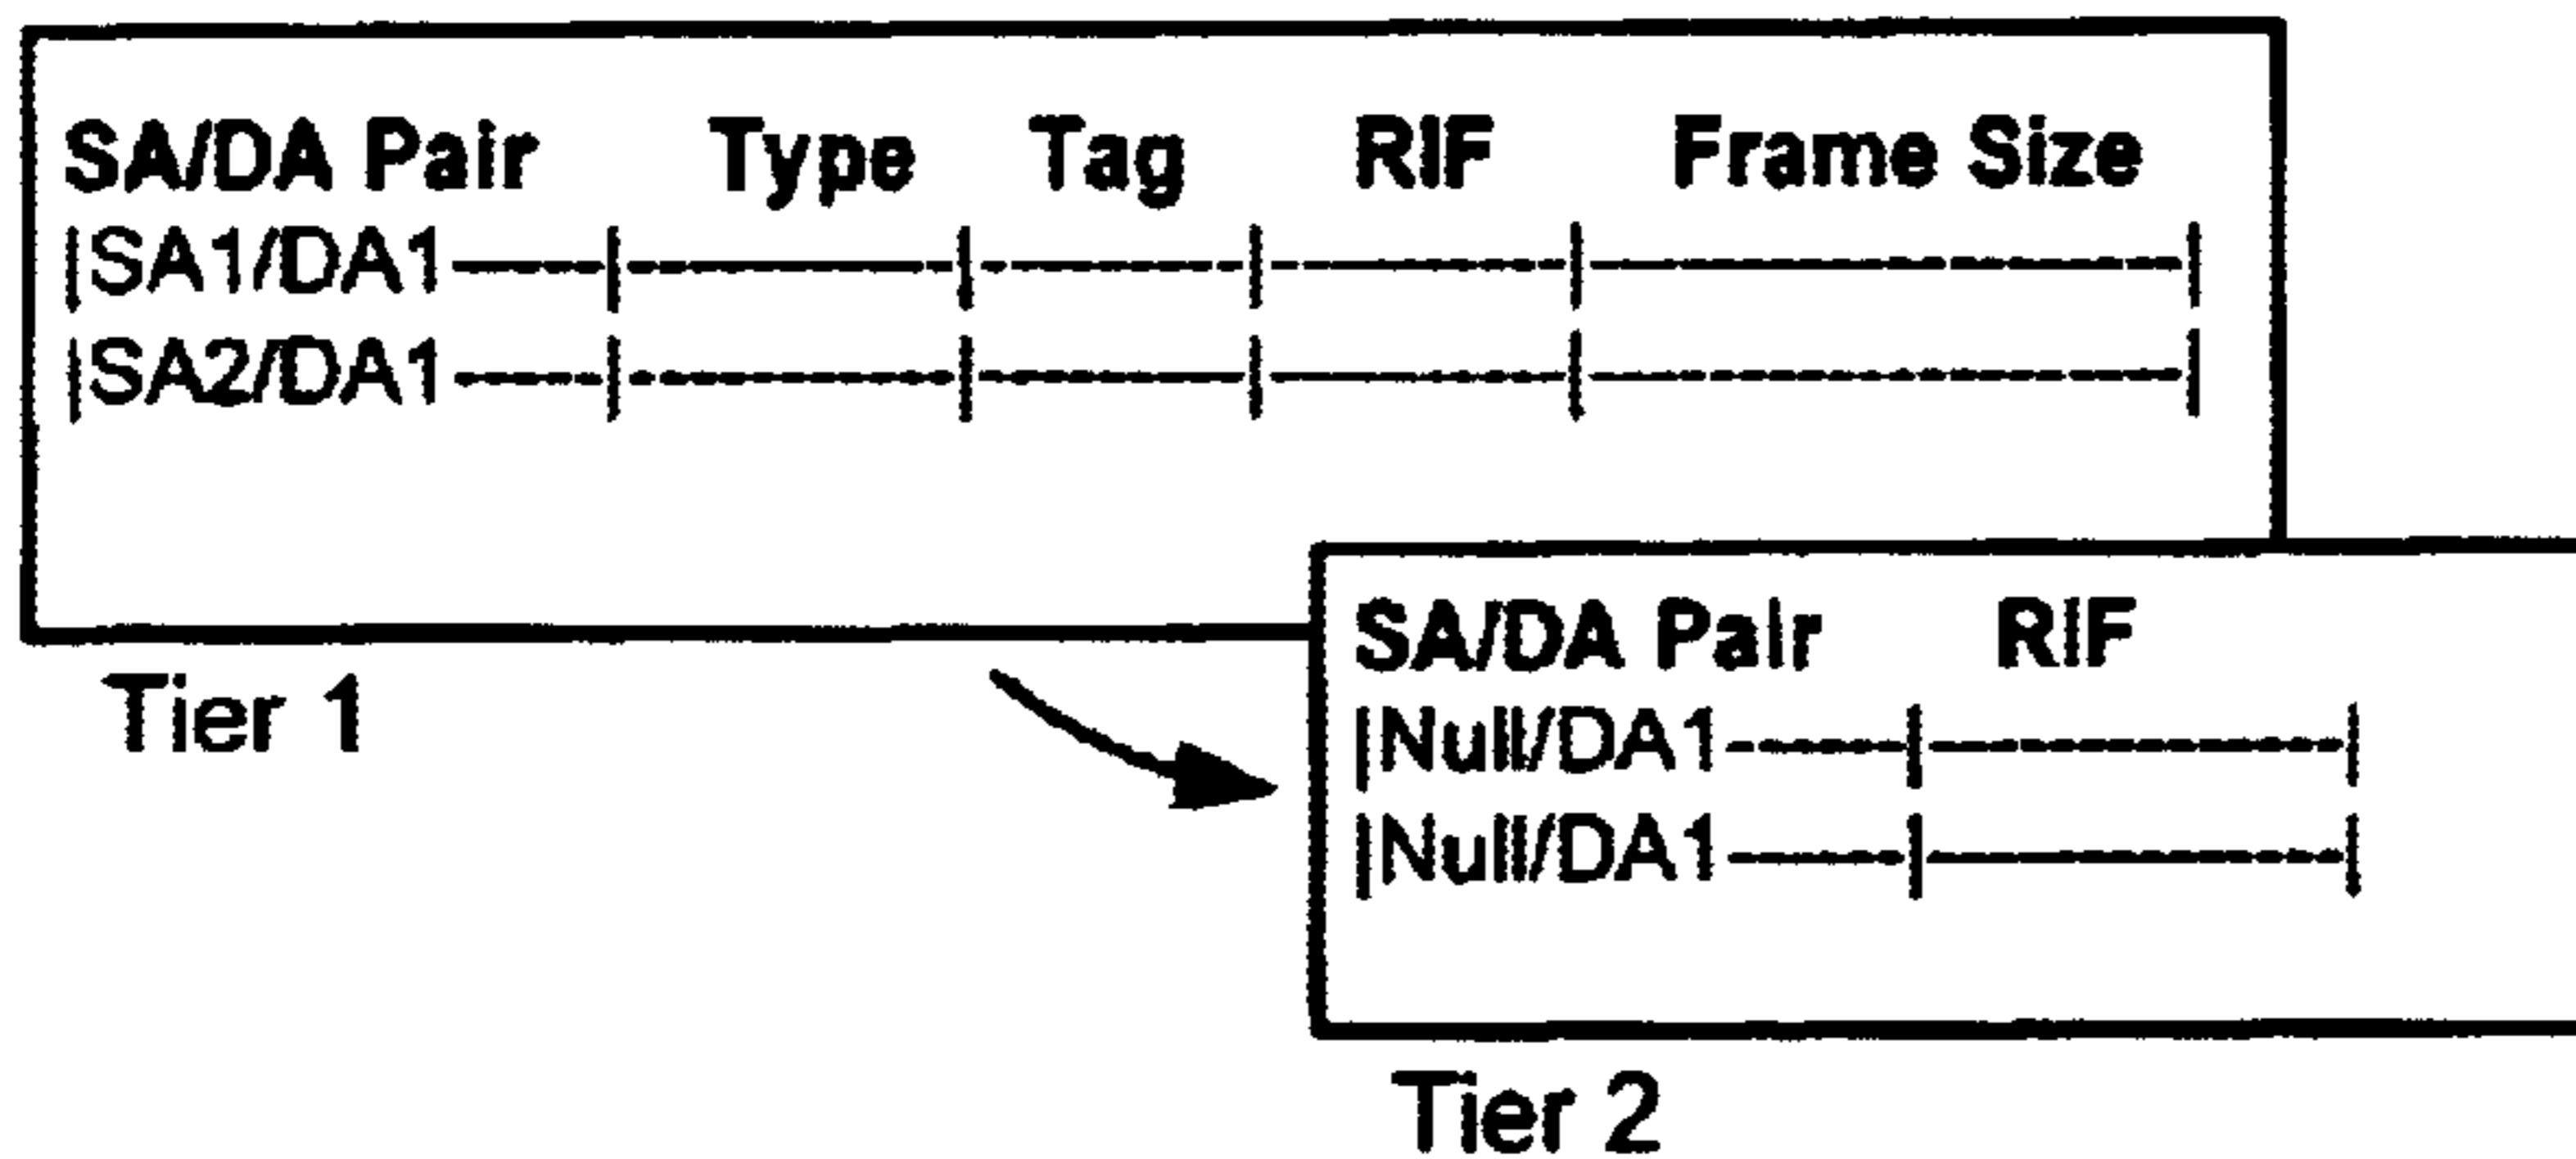 SA/DA Pair Type Tag RIF Frame Size
|SA1/DA1------|-----------|---------|---------|-------------------|
|SA2/DA1------|-----------|---------|---------|-------------------|
Tier 1
SA/DA Pair RIF
|Null/DA1------|--------------|
|Null/DA1------|--------------|
Tier 2